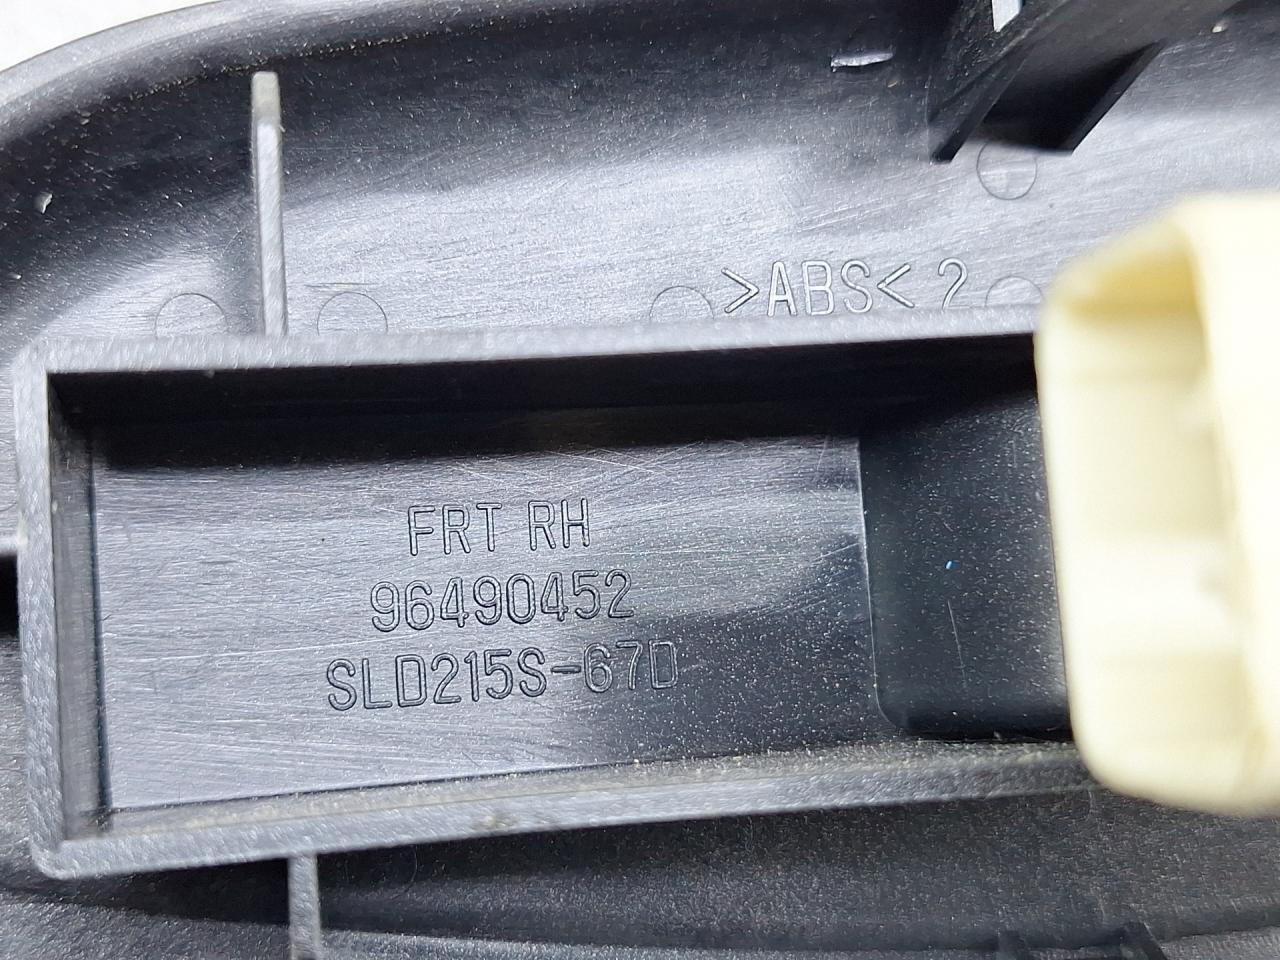 >ABS< 2
FRT RH
96490452
SLD215S-67D